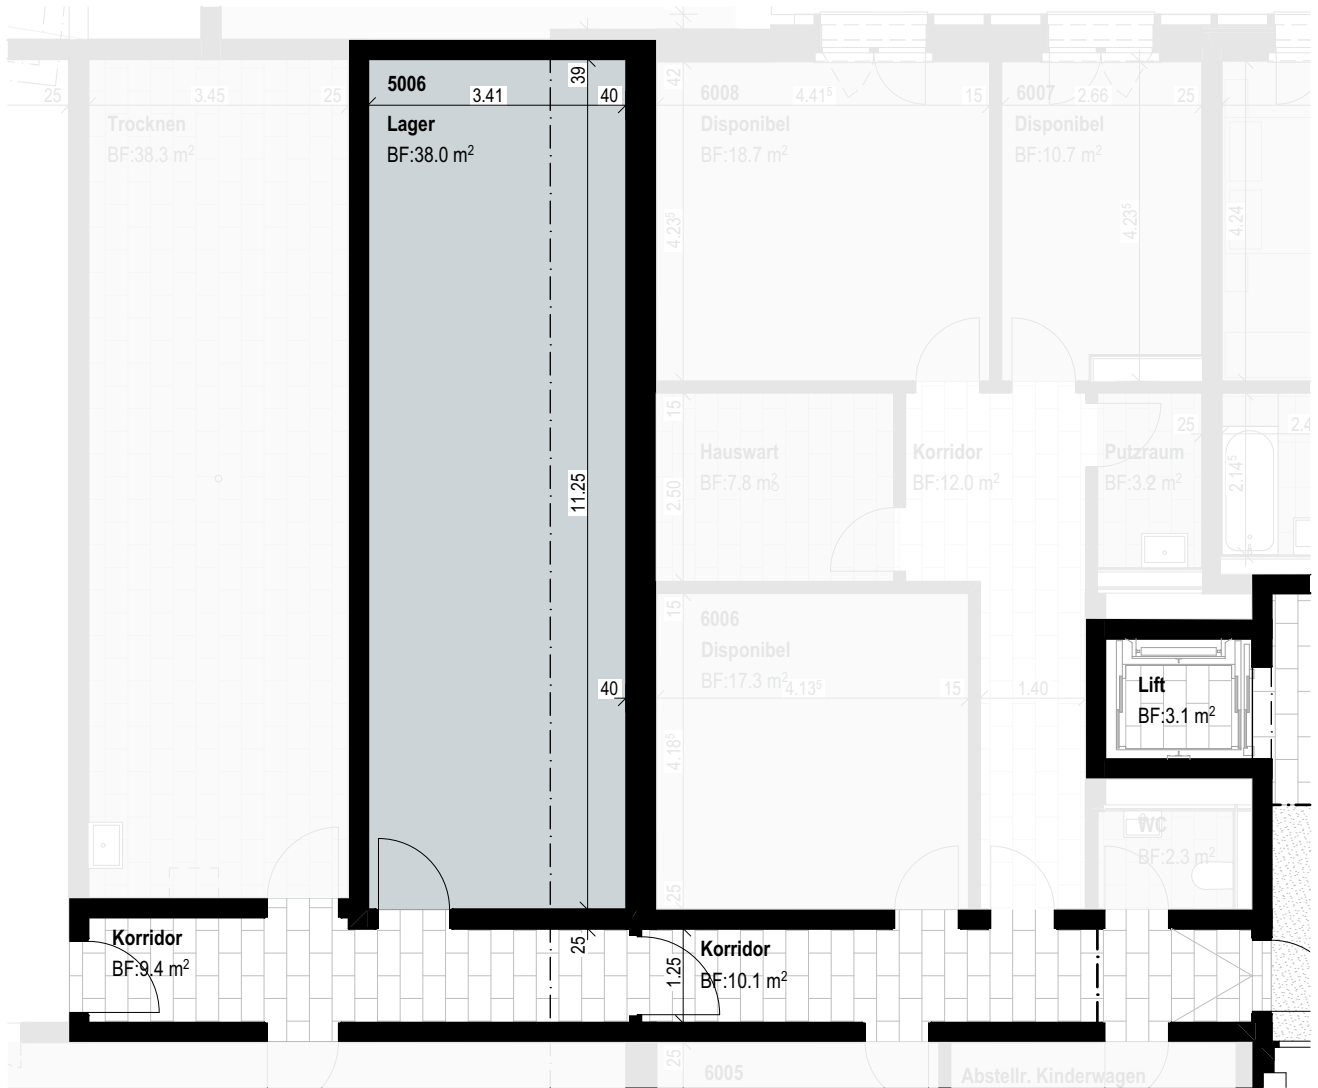 42
39
25
3.45
25
5006
3.41
40
6008
4.41⁵
15
6007
2.66
25
Trocknen
BF:38.3 m²
Lager
BF:38.0 m²
Disponibel
BF:18.7 m²
Disponibel
BF:10.7 m²
4.23⁵
4.23⁵
4.24
15
25
2.4
Hauswart
BF:7.8 m²
Korridor
BF:12.0 m²
Putzraum
BF:3.2 m²
11.25
2.50
2.14⁵
15
6006
Disponibel
BF:17.3 m²
40
4.13⁵
15
1.40
Lift
BF:3.1 m²
4.18⁵
WC
BF:2.3 m²
25
Korridor
BF:9.4 m²
25
Korridor
BF:10.1 m²
1.25
25
6005
Abstellr. Kinderwagen